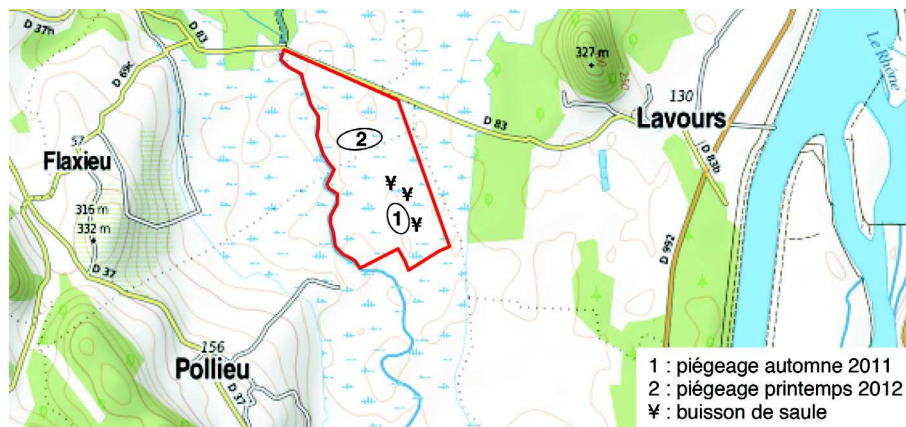 D 37h
D 83
D 69c
57
Flaxieu
316 m
332 m
D 37
156
Pollieu
D 37
2
¥
¥
1
¥
D 83
327 m
250
130
Lavours
D 83b
D 992
Le Rhône
1 : piégeage automne 2011
2 : piégeage printemps 2012
¥ : buisson de saule